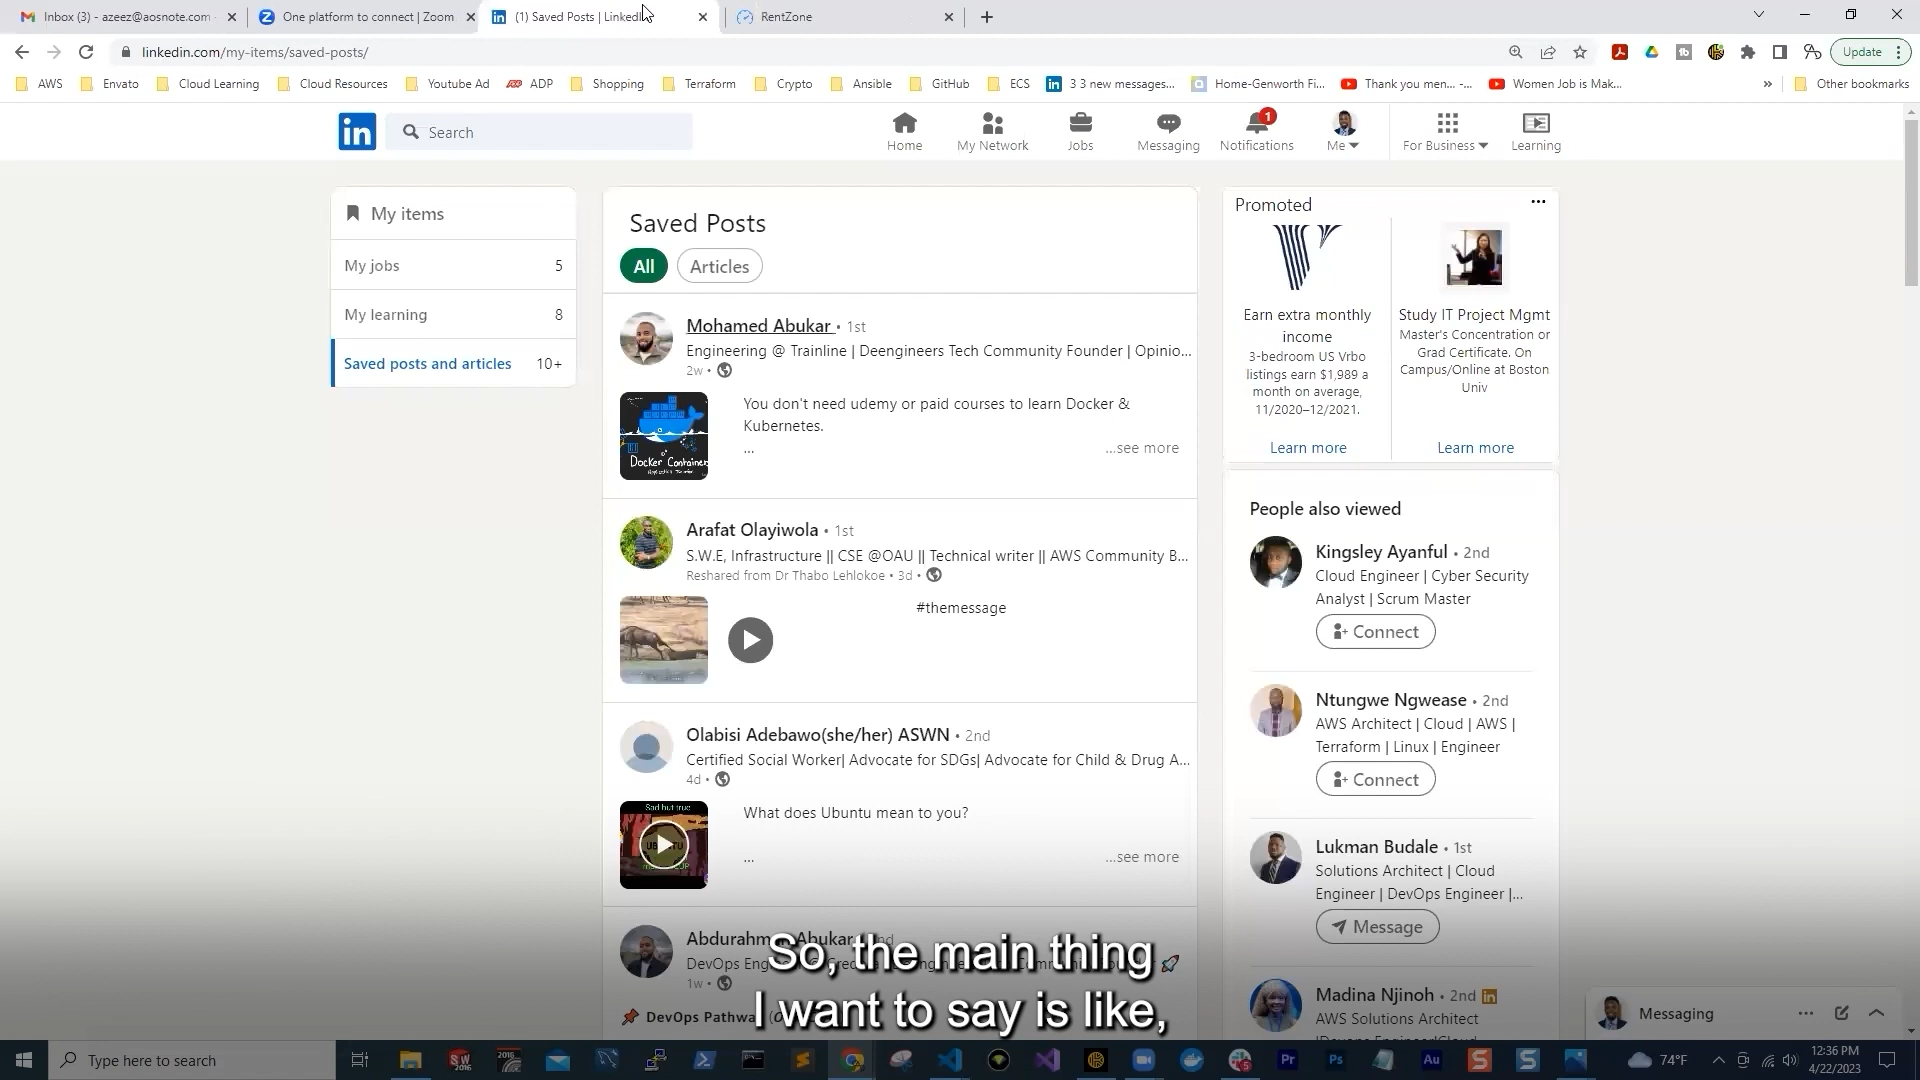 Inbox (3) - azeez@aosnote.com
One platform to connect | Zoom
(1) Saved Posts | LinkedIn
RentZone
linkedin.com/my-items/saved-posts/
Update
AWS
Envato
Cloud Learning
Cloud Resources
Youtube Ad
ADP
Shopping
Terraform
Crypto
Ansible
GitHub
ECS
3 3 new messages...
Home-Genworth Fi...
Thank you men... -...
Women Job is Mak...
Other bookmarks
in
Search
Home
My Network
Jobs
Messaging
1
Notifications
Me
For Business
Learning
My items
My jobs 5
My learning 8
Saved posts and articles 10+
Saved Posts
All
Articles
Mohamed Abukar • 1st
Engineering @ Trainline | Deengineers Tech Community Founder | Opinio...
2w •
Docker Container
You don't need udemy or paid courses to learn Docker &
Kubernetes.
...
...see more
Arafat Olayiwola • 1st
S.W.E, Infrastructure || CSE @OAU || Technical writer || AWS Community B...
Reshared from Dr Thabo Lehlokoe • 3d •
#themessage
Olabisi Adebawo(she/her) ASWN • 2nd
Certified Social Worker| Advocate for SDGs| Advocate for Child & Drug A...
4d •
Sad but true
UBUNTU
What does Ubuntu mean to you?
...
...see more
1w •
So, the main thing
I want to say is like,
Promoted
Earn extra monthly
income
3-bedroom US Vrbo
listings earn $1,989 a
month on average,
11/2020–12/2021.
Learn more
Study IT Project Mgmt
Master's Concentration or
Grad Certificate. On
Campus/Online at Boston
Univ
Learn more
People also viewed
Kingsley Ayanful • 2nd
Cloud Engineer | Cyber Security
Analyst | Scrum Master
Connect
Ntungwe Ngwease • 2nd
AWS Architect | Cloud | AWS |
Terraform | Linux | Engineer
Connect
Lukman Budale • 1st
Solutions Architect | Cloud
Engineer | DevOps Engineer |...
Message
Madina Njinoh • 2nd
AWS Solutions Architect
Messaging
Type here to search
74°F
12:36 PM
4/22/2023